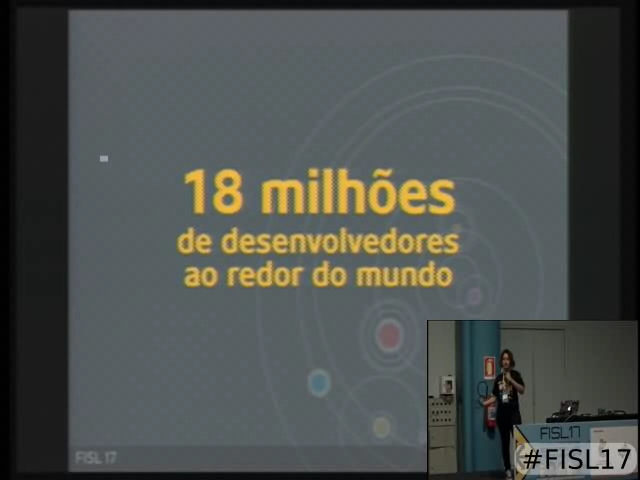 18 milhões
de desenvolvedores
ao redor do mundo
FISL 17
FISL17
#FISL17